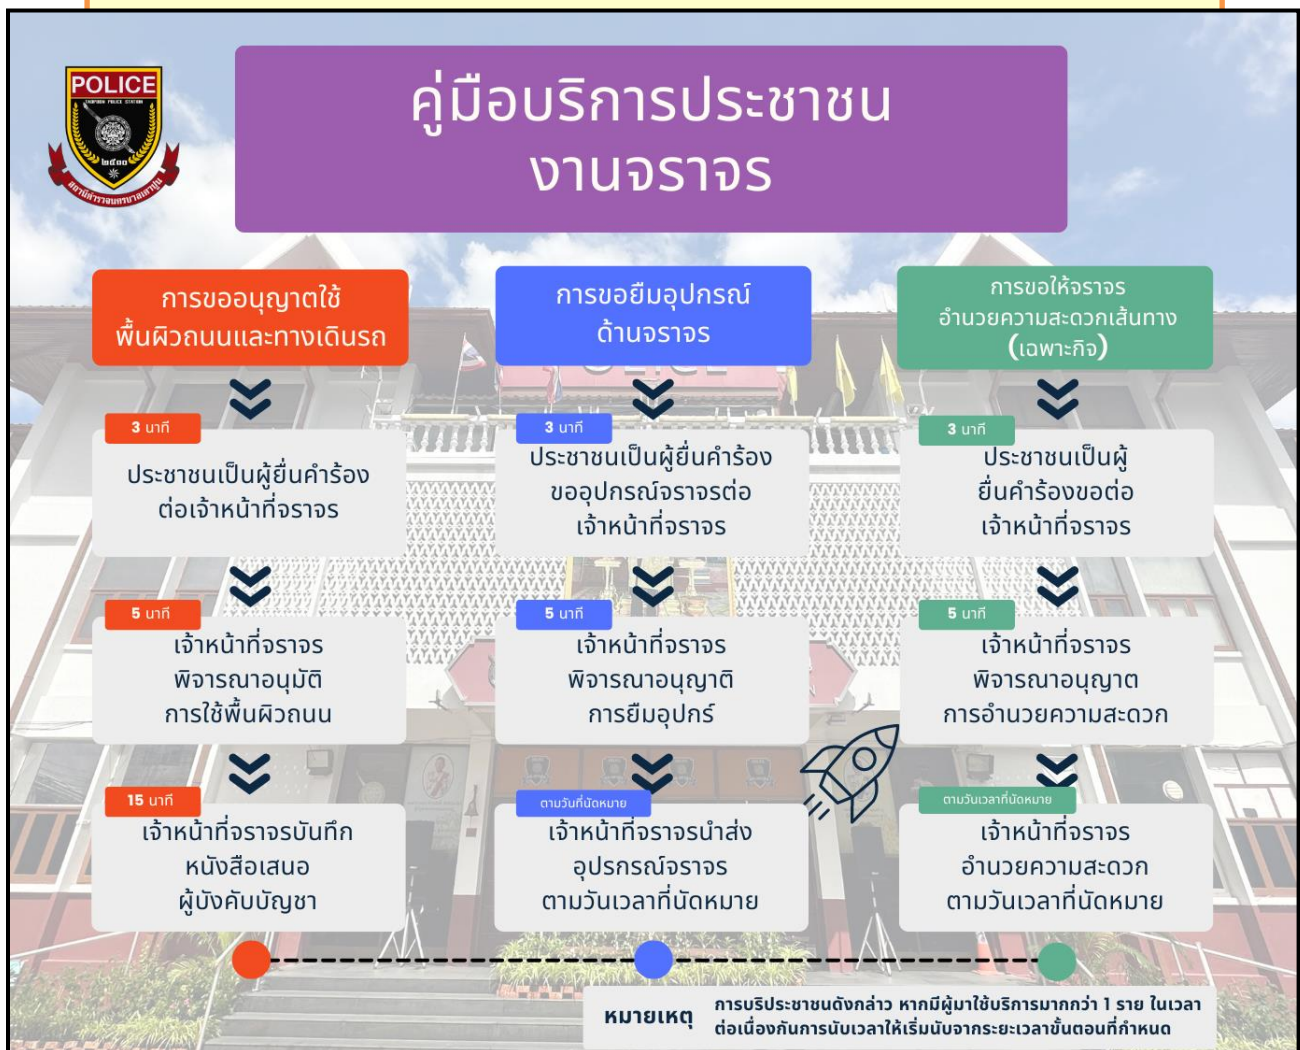 POLICE
TAOPOON POLICE STATION
๒๕๐๐
สถานีตำรวจนครบาลเตาปูน
คู่มือบริการประชาชน
งานจราจร
การขออนุญาตใช้
พื้นผิวถนนและทางเดินรถ
3 นาที
ประชาชนเป็นผู้ยื่นคำร้อง
ต่อเจ้าหน้าที่จราจร
5 นาที
เจ้าหน้าที่จราจร
พิจารณาอนุมัติ
การใช้พื้นผิวถนน
15 นาที
เจ้าหน้าที่จราจรบันทึก
หนังสือเสนอ
ผู้บังคับบัญชา
การขอยืมอุปกรณ์
ด้านจราจร
3 นาที
ประชาชนเป็นผู้ยื่นคำร้อง
ขออุปกรณ์จราจรต่อ
เจ้าหน้าที่จราจร
5 นาที
เจ้าหน้าที่จราจร
พิจารณาอนุญาติ
การยืมอุปกร์
ตามวันที่นัดหมาย
เจ้าหน้าที่จราจรนำส่ง
อุปรกรณ์จราจร
ตามวันเวลาที่นัดหมาย
การขอให้จราจร
อำนวยความสะดวกเส้นทาง
(เฉพาะกิจ)
3 นาที
ประชาชนเป็นผู้
ยื่นคำร้องขอต่อ
เจ้าหน้าที่จราจร
5 นาที
เจ้าหน้าที่จราจร
พิจารณาอนุญาต
การอำนวยความสะดวก
ตามวันเวลาที่นัดหมาย
เจ้าหน้าที่จราจร
อำนวยความสะดวก
ตามวันเวลาที่นัดหมาย
หมายเหตุ การบริประชาชนดังกล่าว หากมีผู้มาใช้บริการมากกว่า 1 ราย ในเวลา
ต่อเนื่องกันการนับเวลาให้เริ่มนับจากระยะเวลาขั้นตอนที่กำหนด